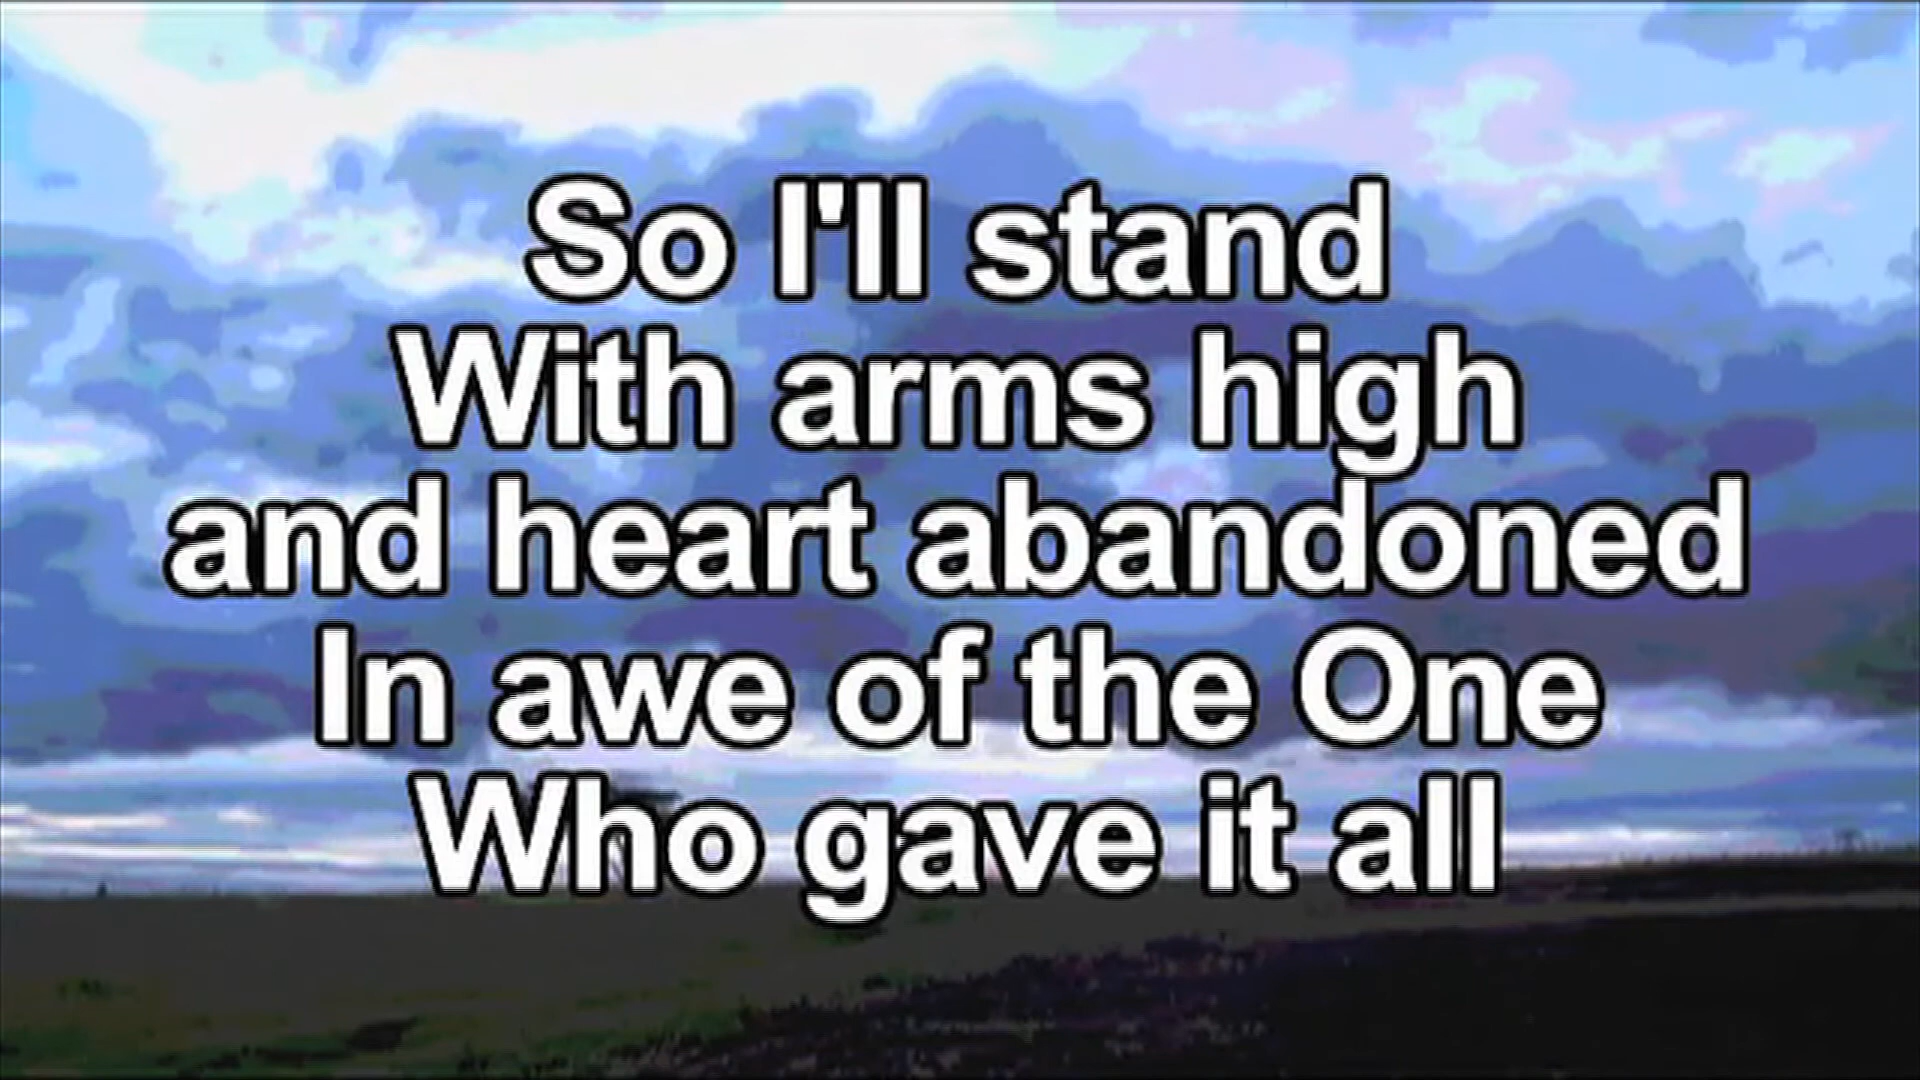 So I'll stand
With arms high
and heart abandoned
In awe of the One
Who gave it all